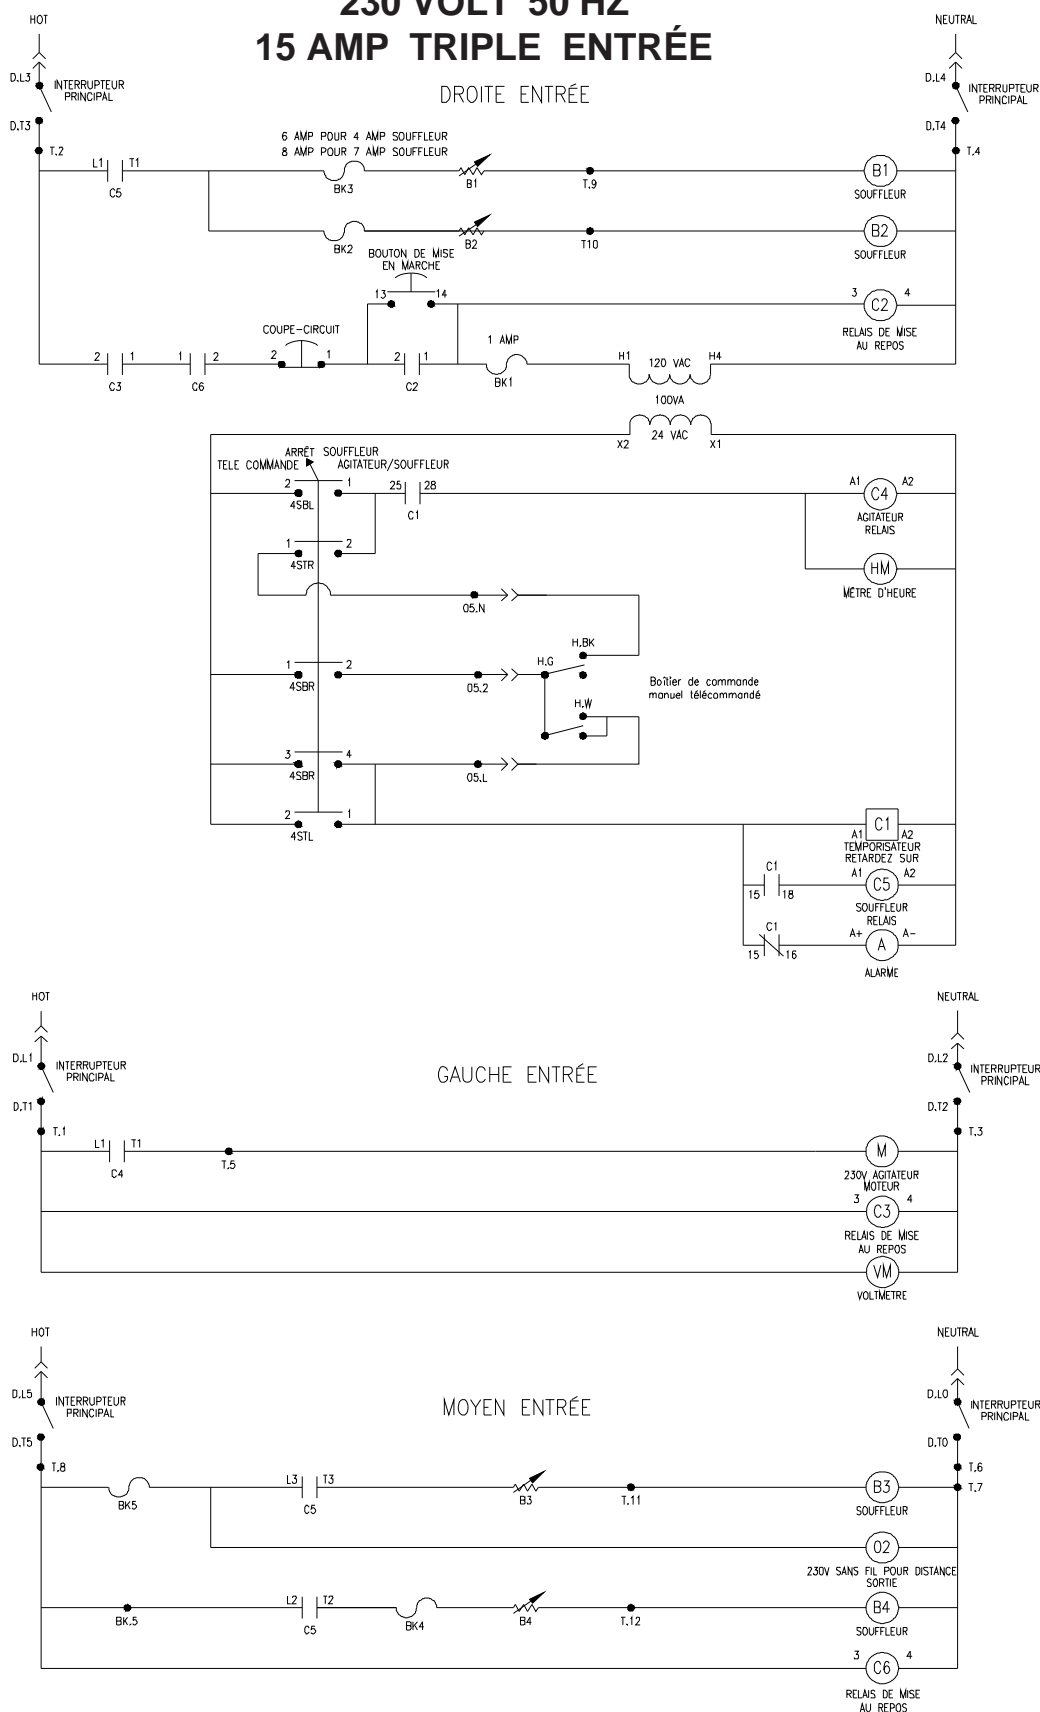 230 VOLT 50 HZ
15 AMP TRIPLE ENTRÉE
HOT
NEUTRAL
DROITE ENTRÉE
D.L3
INTERRUPTEUR
PRINCIPAL
D.L4
INTERRUPTEUR
PRINCIPAL
D.T3
D.T4
T.2
T.4
6 AMP POUR 4 AMP SOUFFLEUR
8 AMP POUR 7 AMP SOUFFLEUR
L1 T1
C5
BK3
B1
T.9
B1
SOUFFLEUR
BK2
B2
T10
B2
SOUFFLEUR
BOUTON DE MISE
EN MARCHE
13 14
3 C2 4
RELAIS DE MISE
AU REPOS
COUPE-CIRCUIT
1 AMP
2 1
C3
1 2
C6
2 1
2 1
C2
BK1
H1 120 VAC H4
100VA
X2 24 VAC X1
ARRÊT SOUFFLEUR
TELE COMMANDE AGITATEUR/SOUFFLEUR
2 1
4SBL
25 28
C1
A1 C4 A2
AGITATEUR
RELAIS
1 2
4STR
HM
MÈTRE D'HEURE
05.N
H.BK
H.G
1 2
4SBR
05.2
Boîtier de commande
manuel télécommandé
H.W
3 4
4SBR
05.L
2 1
4STL
C1
A1 A2
TEMPORISATEUR
RETARDEZ SUR
C1
15 18
A1 C5 A2
SOUFFLEUR
RELAIS
C1
15 16
A+ A A-
ALARME
HOT
NEUTRAL
GAUCHE ENTRÉE
D.L1
INTERRUPTEUR
PRINCIPAL
D.L2
INTERRUPTEUR
PRINCIPAL
D.T1
D.T2
T.1
T.3
L1 T1
C4
T.5
M
230V AGITATEUR
MOTEUR
3 C3 4
RELAIS DE MISE
AU REPOS
VM
VOLTMETRE
HOT
NEUTRAL
MOYEN ENTRÉE
D.L5
INTERRUPTEUR
PRINCIPAL
D.L0
INTERRUPTEUR
PRINCIPAL
D.T5
D.T0
T.8
T.6
T.7
BK5
L3 T3
C5
B3
T.11
B3
SOUFFLEUR
02
230V SANS FIL POUR DISTANCE
SORTIE
BK.5
L2 T2
C5
BK4
B4
T.12
B4
SOUFFLEUR
3 C6 4
RELAIS DE MISE
AU REPOS